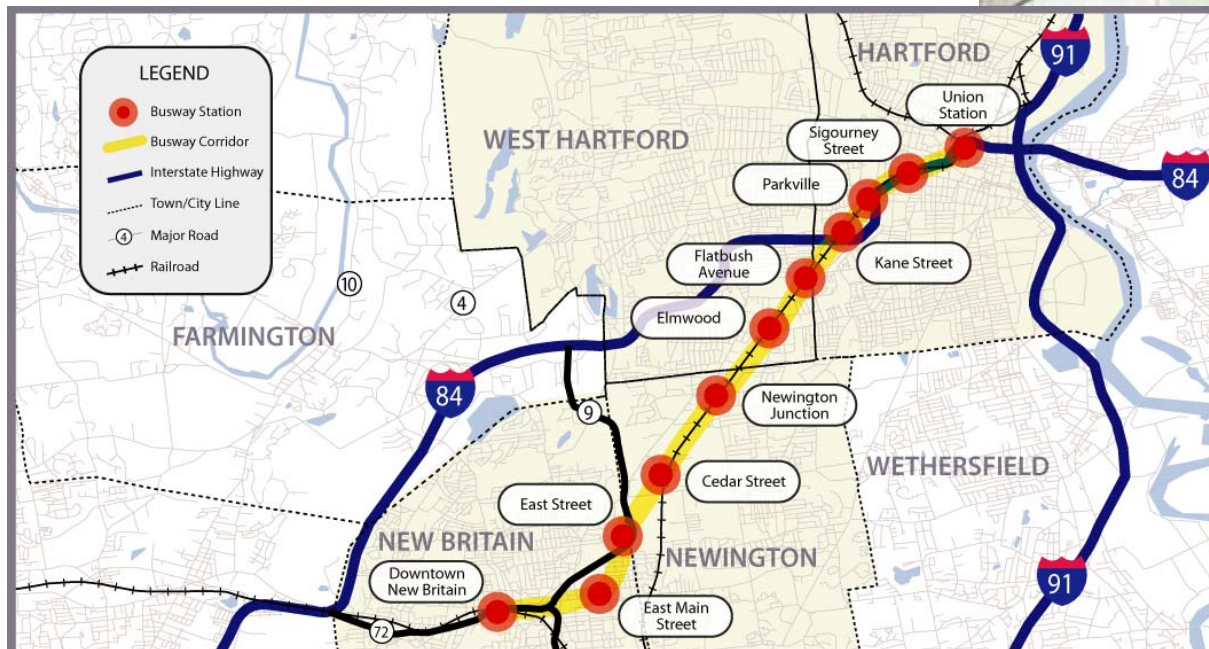 LEGEND
Busway Station
Busway Corridor
Interstate Highway
Town/City Line
4
Major Road
Railroad
HARTFORD
91
Union
Station
WEST HARTFORD
Sigourney
Street
Parkville
84
Flatbush
Avenue
Kane Street
10
4
Elmwood
FARMINGTON
84
9
Newington
Junction
WETHERSFIELD
Cedar Street
East Street
NEW BRITAIN
NEWINGTON
Downtown
New Britain
91
East Main
Street
72